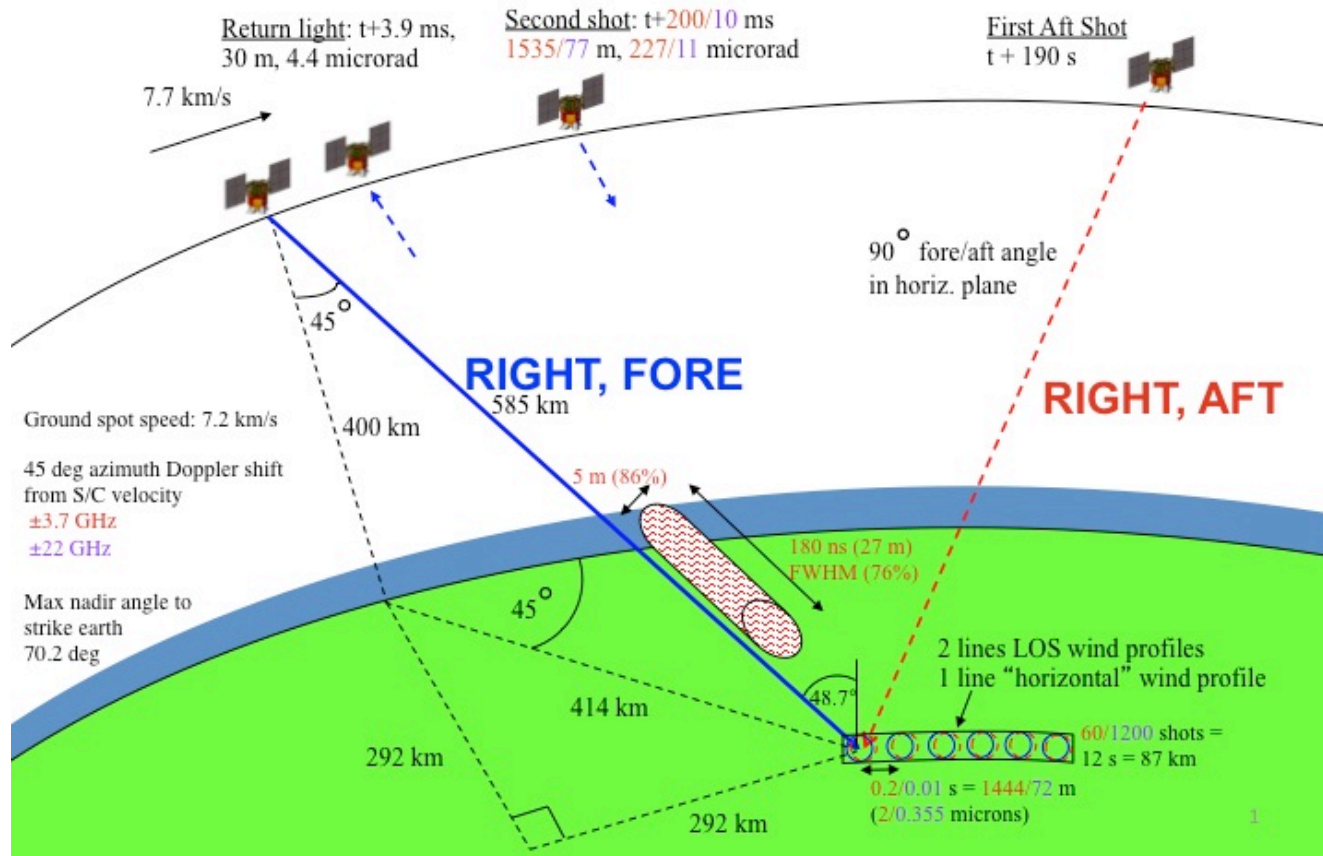 Return light: t+3.9 ms,
30 m, 4.4 microrad
Second shot: t+200/10 ms
1535/77 m, 227/11 microrad
First Aft Shot
t + 190 s
7.7 km/s
90° fore/aft angle
in horiz. plane
45°
RIGHT, FORE
585 km
RIGHT, AFT
400 km
Ground spot speed: 7.2 km/s
45 deg azimuth Doppler shift
from S/C velocity
±3.7 GHz
±22 GHz
Max nadir angle to
strike earth
70.2 deg
5 m (86%)
180 ns (27 m)
FWHM (76%)
45°
2 lines LOS wind profiles
1 line “horizontal” wind profile
48.7°
414 km
60/1200 shots =
12 s = 87 km
292 km
0.2/0.01 s = 1444/72 m
(2/0.355 microns)
292 km
1